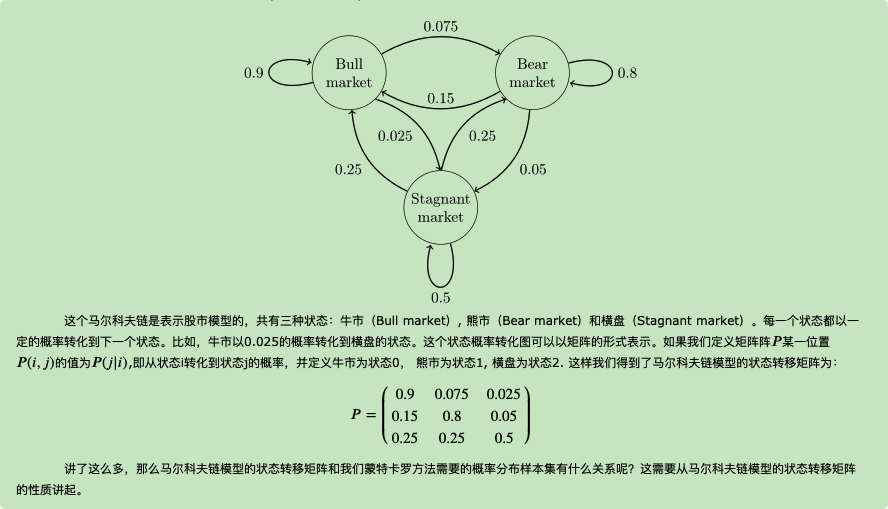 0.075
Bull
market
Bear
market
0.9
0.8
0.15
0.025
0.25
0.25
0.05
Stagnant
market
0.5
这个马尔科夫链是表示股市模型的，共有三种状态：牛市（Bull market）, 熊市（Bear market）和横盘（Stagnant market）。每一个状态都以一
定的概率转化到下一个状态。比如，牛市以0.025的概率转化到横盘的状态。这个状态概率转化图可以以矩阵的形式表示。如果我们定义矩阵阵P某一位置
P(i, j)的值为P(j|i),即从状态i转化到状态j的概率，并定义牛市为状态0， 熊市为状态1, 横盘为状态2. 这样我们得到了马尔科夫链模型的状态转移矩阵为：
P = ( 0.9 0.075 0.025
0.15 0.8 0.05
0.25 0.25 0.5 )
讲了这么多，那么马尔科夫链模型的状态转移矩阵和我们蒙特卡罗方法需要的概率分布样本集有什么关系呢？这需要从马尔科夫链模型的状态转移矩阵
的性质讲起。